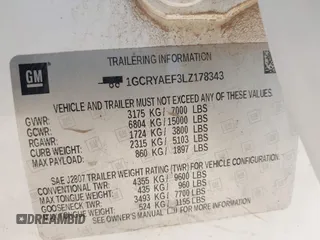 TRAILERING INFORMATION
GM
1GCRYAEF3LZ178343
VEHICLE AND TRAILER MUST NOT EXCEED ANY OF THESE VALUES.
GVWR: 3175 KG/ 7000 LBS
GCWR: 6804 KG/ 15000 LBS
RGAWR: 1724 KG/ 3800 LBS
CURB WEIGHT: 2315 KG/ 5103 LBS
MAX PAYLOAD: 860 KG/ 1897 LBS
SAE J2807 TRAILER WEIGHT RATING (TWR) FOR VEHICLE CONFIGURATION.
CONVENTIONAL TWR: 4355 KG/ 9600 LBS
MAX TONGUE WEIGHT: 435 KG/ 960 LBS
GOOSENECK TWR: 3493 KG/ 7700 LBS
MAX TONGUE WEIGHT: 524 KG/ 1155 LBS
SEE OWNER'S MANUAL FOR MORE INFORMATION
DREAMBID